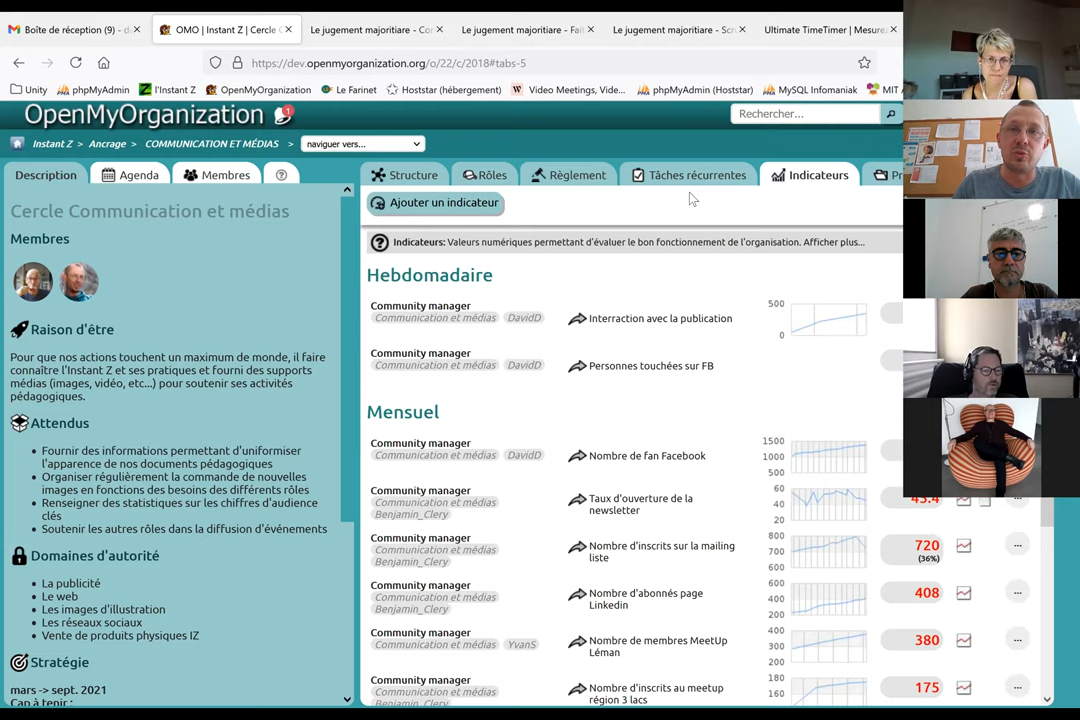 Boîte de réception (9) - d
OMO | Instant Z | Cercle C
Le jugement majoritaire - Co
Le jugement majoritaire - Fai
Le jugement majoritaire - Scr
Ultimate TimeTimer | Mesure
https://dev.openmyorganization.org/o/22/c/2018#tabs-5
Unity
phpMyAdmin
l'Instant Z
OpenMyOrganization
Le Farinet
Hoststar (hébergement)
Video Meetings, Vide...
phpMyAdmin (Hoststar)
MySQL Infomaniak
MIT
OpenMyOrganization
1
Rechercher...
Instant Z > Ancrage > COMMUNICATION ET MÉDIAS >
naviguer vers...
Description
Agenda
Membres
Structure
Rôles
Règlement
Tâches récurrentes
Indicateurs
Cercle Communication et médias
Membres
Raison d'être
Pour que nos actions touchent un maximum de monde, il faire
connaître l'Instant Z et ses pratiques et fourni des supports
médias (images, vidéo, etc...) pour soutenir ses activités
pédagogiques.
Attendus
Fournir des informations permettant d'uniformiser
l'apparence de nos documents pédagogiques
Organiser régulièrement la commande de nouvelles
images en fonctions des besoins des différents rôles
Renseigner des statistiques sur les chiffres d'audience
clés
Soutenir les autres rôles dans la diffusion d'événements
Domaines d'autorité
La publicité
Le web
Les images d'illustration
Les réseaux sociaux
Vente de produits physiques IZ
Stratégie
mars -> sept. 2021
Cap à tenir :
Ajouter un indicateur
Indicateurs: Valeurs numériques permettant d'évaluer le bon fonctionnement de l'organisation. Afficher plus...
Hebdomadaire
Community manager
Communication et médias DavidD
Interraction avec la publication
500
0
Community manager
Communication et médias DavidD
Personnes touchées sur FB
Mensuel
Community manager
Communication et médias DavidD
Nombre de fan Facebook
1500
1000
500
Community manager
Communication et médias
Benjamin_Clery
Taux d'ouverture de la
newsletter
60
40
20
43.4
Community manager
Communication et médias
Benjamin_Clery
Nombre d'inscrits sur la mailing
liste
800
700
600
720
(36%)
Community manager
Communication et médias
Benjamin_Clery
Nombre d'abonnés page
Linkedin
600
400
200
408
Community manager
Communication et médias YvanS
Nombre de membres MeetUp
Léman
400
300
200
380
Community manager
Communication et médias
Benjamin_Clery
Nombre d'inscrits au meetup
région 3 lacs
180
160
175